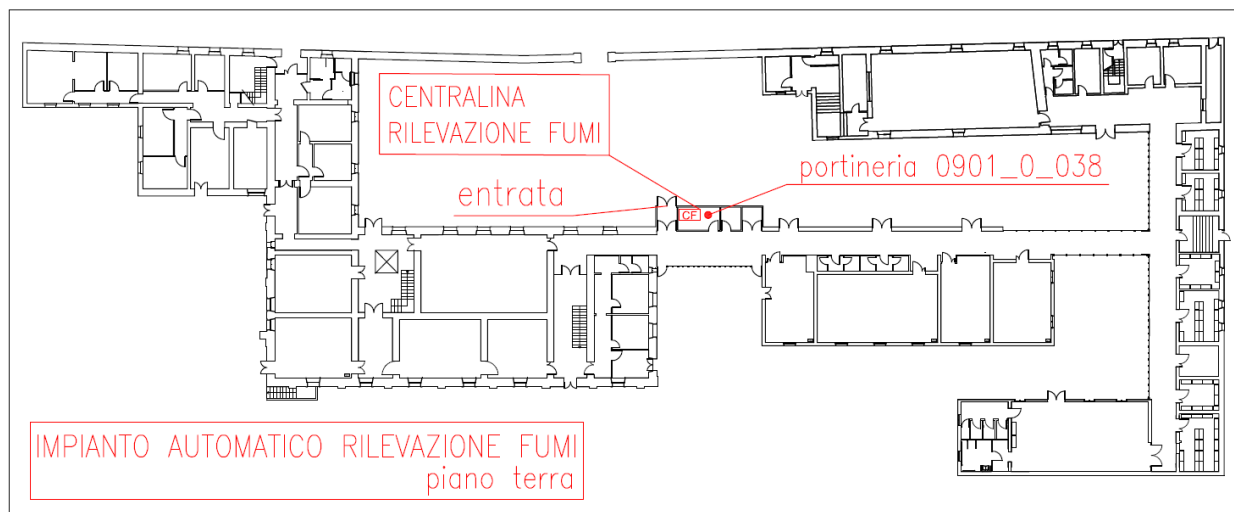 CENTRALINA
RILEVAZIONE FUMI
portineria 0901_0_038
entrata
CF
IMPIANTO AUTOMATICO RILEVAZIONE FUMI
piano terra